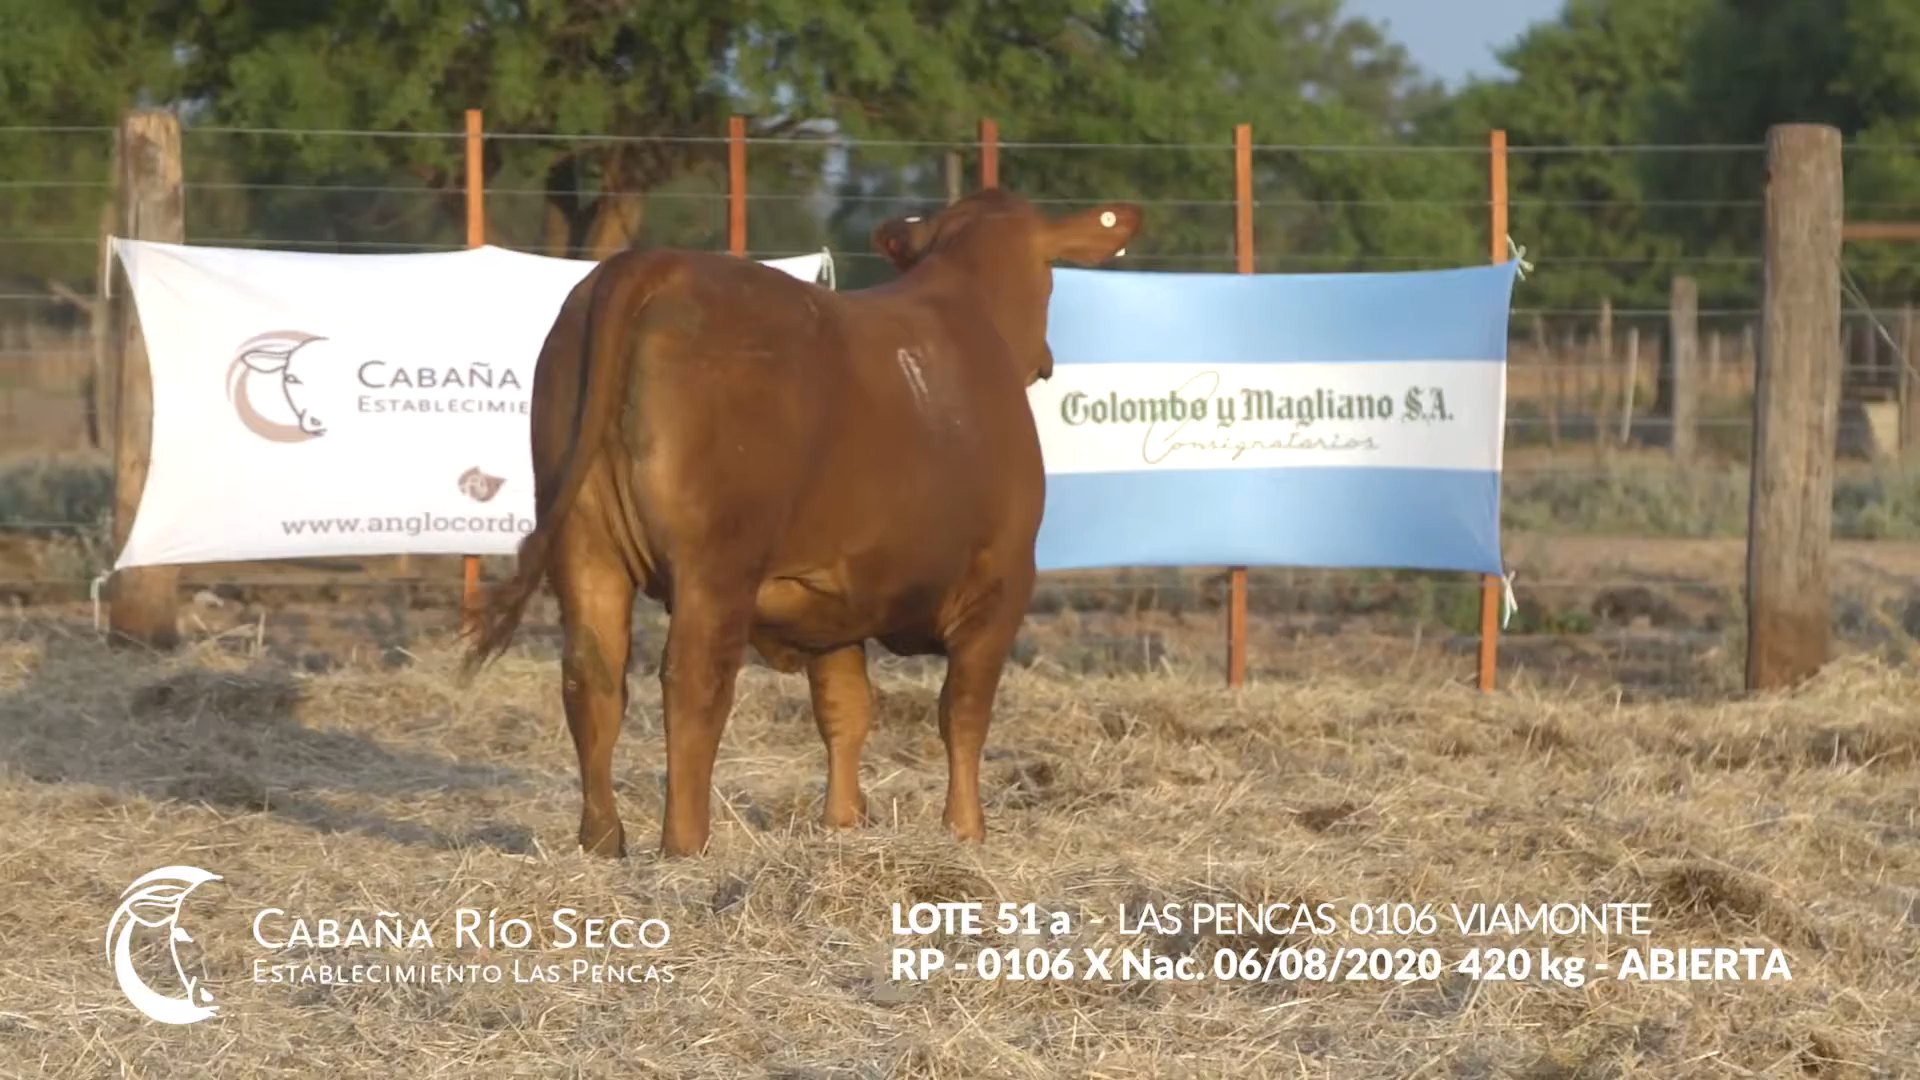 CABAÑA
ESTABLECIMIE
www.anglocordo
Colombo y Magliano S.A.
Consignatarios
CABAÑA RÍO SECO
ESTABLECIMIENTO LAS PENCAS
LOTE 51 a - LAS PENCAS 0106 VIAMONTE
RP - 0106 X Nac. 06/08/2020 420 kg - ABIERTA